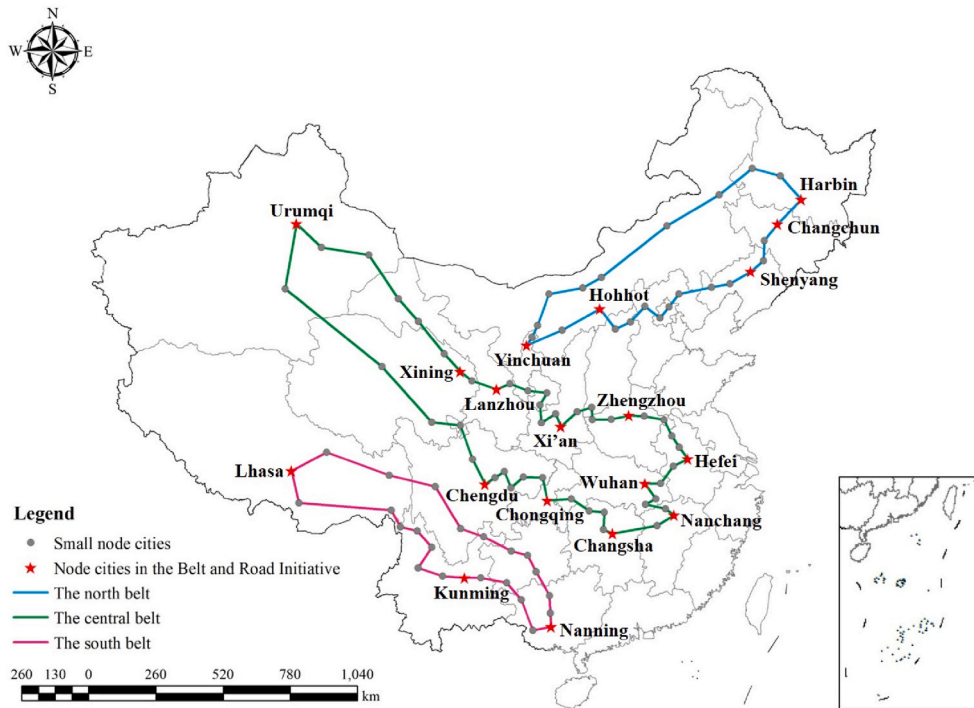 N
W E
S
Harbin
Urumqi
Changchun
Shenyang
Hohhot
Yinchuan
Xining
Lanzhou
Zhengzhou
Xi'an
Hefei
Lhasa
Chengdu
Wuhan
Chongqing
Nanchang
Changsha
Kunming
Nanning
Legend
Small node cities
Node cities in the Belt and Road Initiative
The north belt
The central belt
The south belt
260 130 0 260 520 780 1,040
km